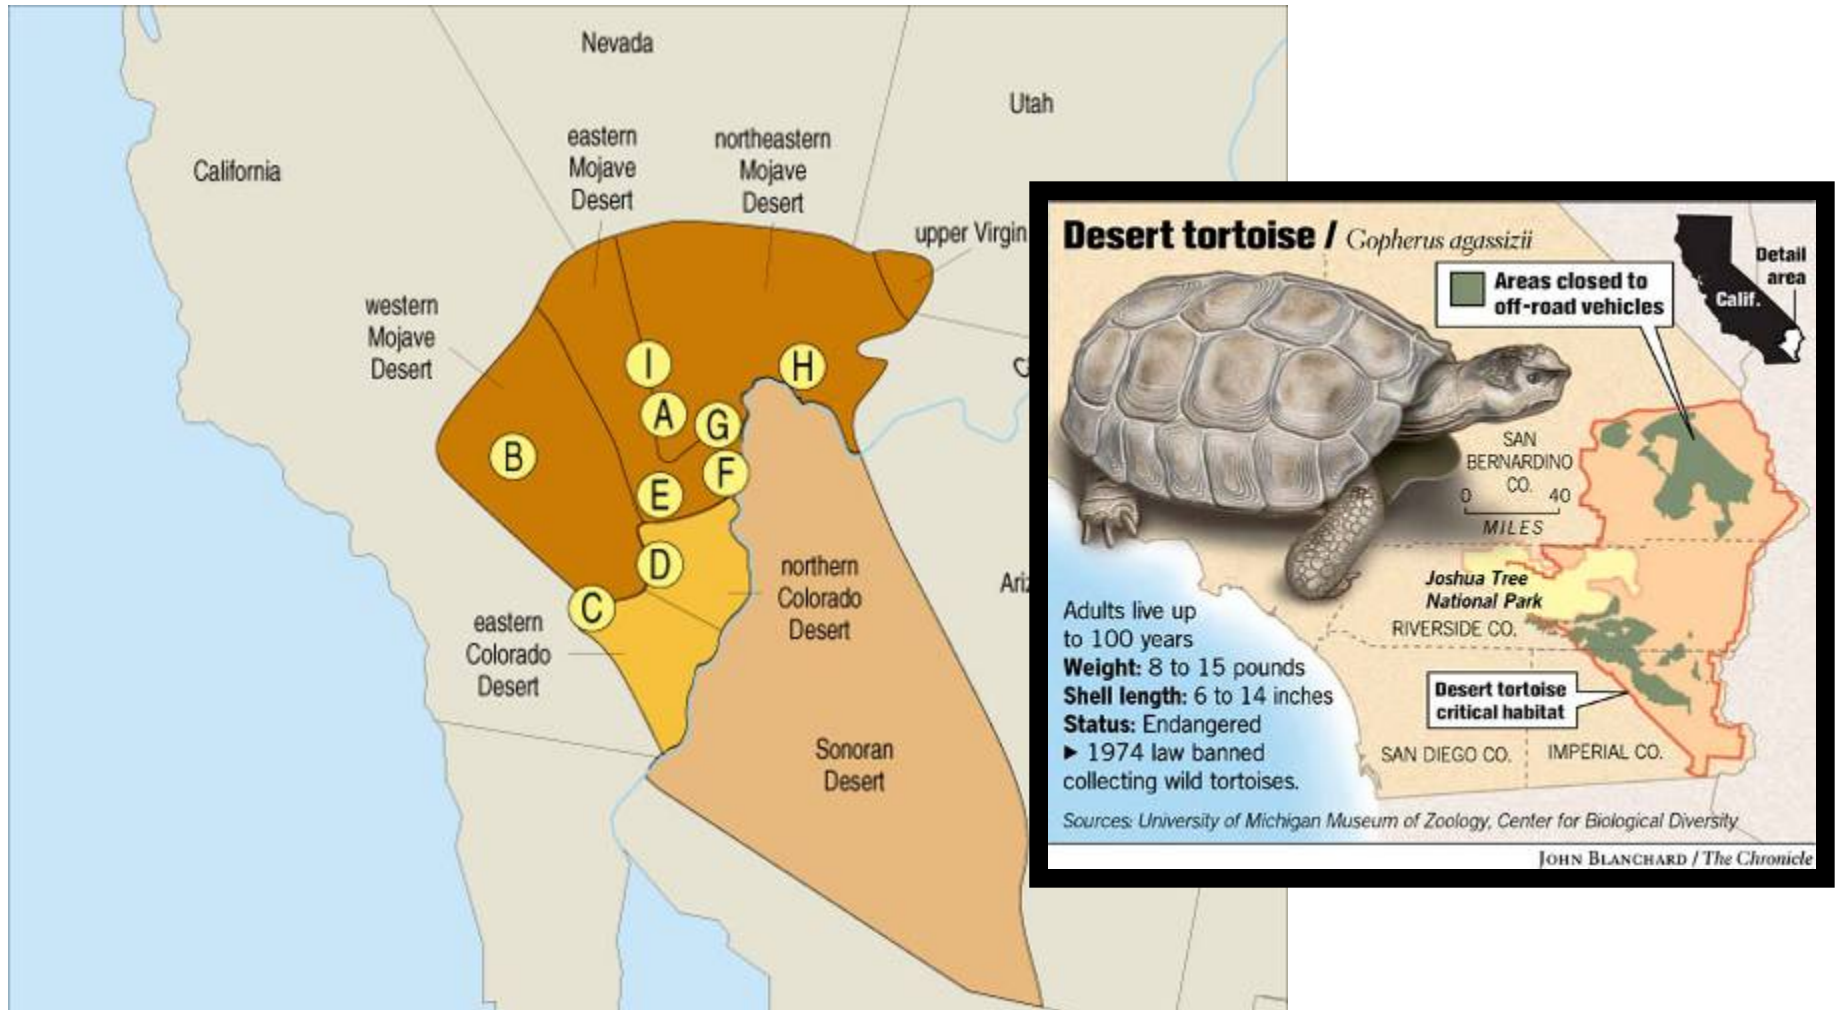 Nevada
Utah
California
eastern
Mojave
Desert
northeastern
Mojave
Desert
upper Virgin
western
Mojave
Desert
I
A
G
H
B
F
E
D
C
northern
Colorado
Desert
eastern
Colorado
Desert
Sonoran
Desert
Desert tortoise / Gopherus agassizii
Areas closed to
off-road vehicles
Detail
area
Calif.
SAN
BERNARDINO
CO.
0 40
MILES
Joshua Tree
National Park
RIVERSIDE CO.
Desert tortoise
critical habitat
SAN DIEGO CO.
IMPERIAL CO.
Adults live up
to 100 years
Weight: 8 to 15 pounds
Shell length: 6 to 14 inches
Status: Endangered
▶ 1974 law banned
collecting wild tortoises.
Sources: University of Michigan Museum of Zoology, Center for Biological Diversity
JOHN BLANCHARD / The Chronicle